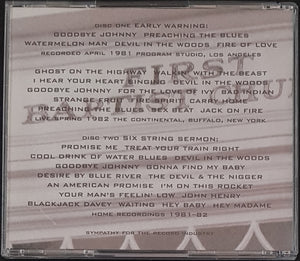 DISC ONE EARLY WARNING:
GOODBYE JOHNNY PREACHING THE BLUES
WATERMELON MAN DEVIL IN THE WOODS FIRE OF LOVE
RECORDED APRIL 1981 PROGRAM STUDIO, LOS ANGELES
GHOST ON THE HIGHWAY WALKIN' WITH THE BEAST
I HEAR YOUR HEART SINGING DEVIL IN THE WOODS
GOODBYE JOHNNY FOR THE LOVE OF IVY BAD INDIAN
STRANGE FRUIT TEXAS CARRY HOME
PREACHING THE BLUES SEX BEAT JACK ON FIRE
LIVE SPRING 1982 THE CONTINENTAL, BUFFALO, NEW YORK
DISC TWO SIX STRING SERMON:
PROMISE ME TREAT YOUR TRAIN RIGHT
COOL DRINK OF WATER BLUES DEVIL IN THE WOODS
GOODBYE JOHNNY GONNA FIND MY BABY
DESIRE BY BLUE RIVER THE DEVIL & THE NIGGER
AN AMERICAN PROMISE I'M ON THIS ROCKET
YOUR MAN'S FEELIN' LOW JOHN HENRY
BLACKJACK DAVEY WAITING HEY BABY HEY MADAME
HOME RECORDINGS 1981-82
SYMPATHY FOR THE RECORD INDUSTRY
FIRST
BAPTIST